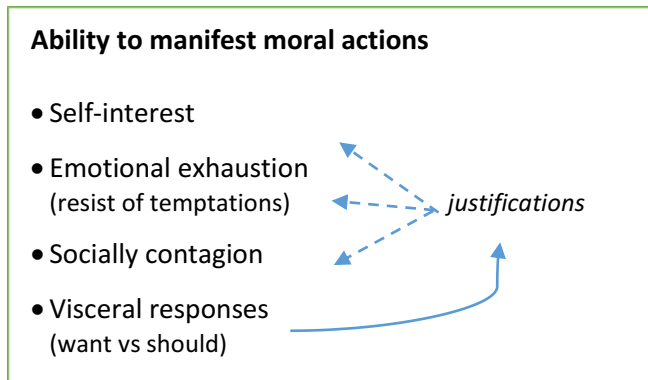 Ability to manifest moral actions
• Self-interest
• Emotional exhaustion
(resist of temptations)
justifications
• Socially contagion
• Visceral responses
(want vs should)